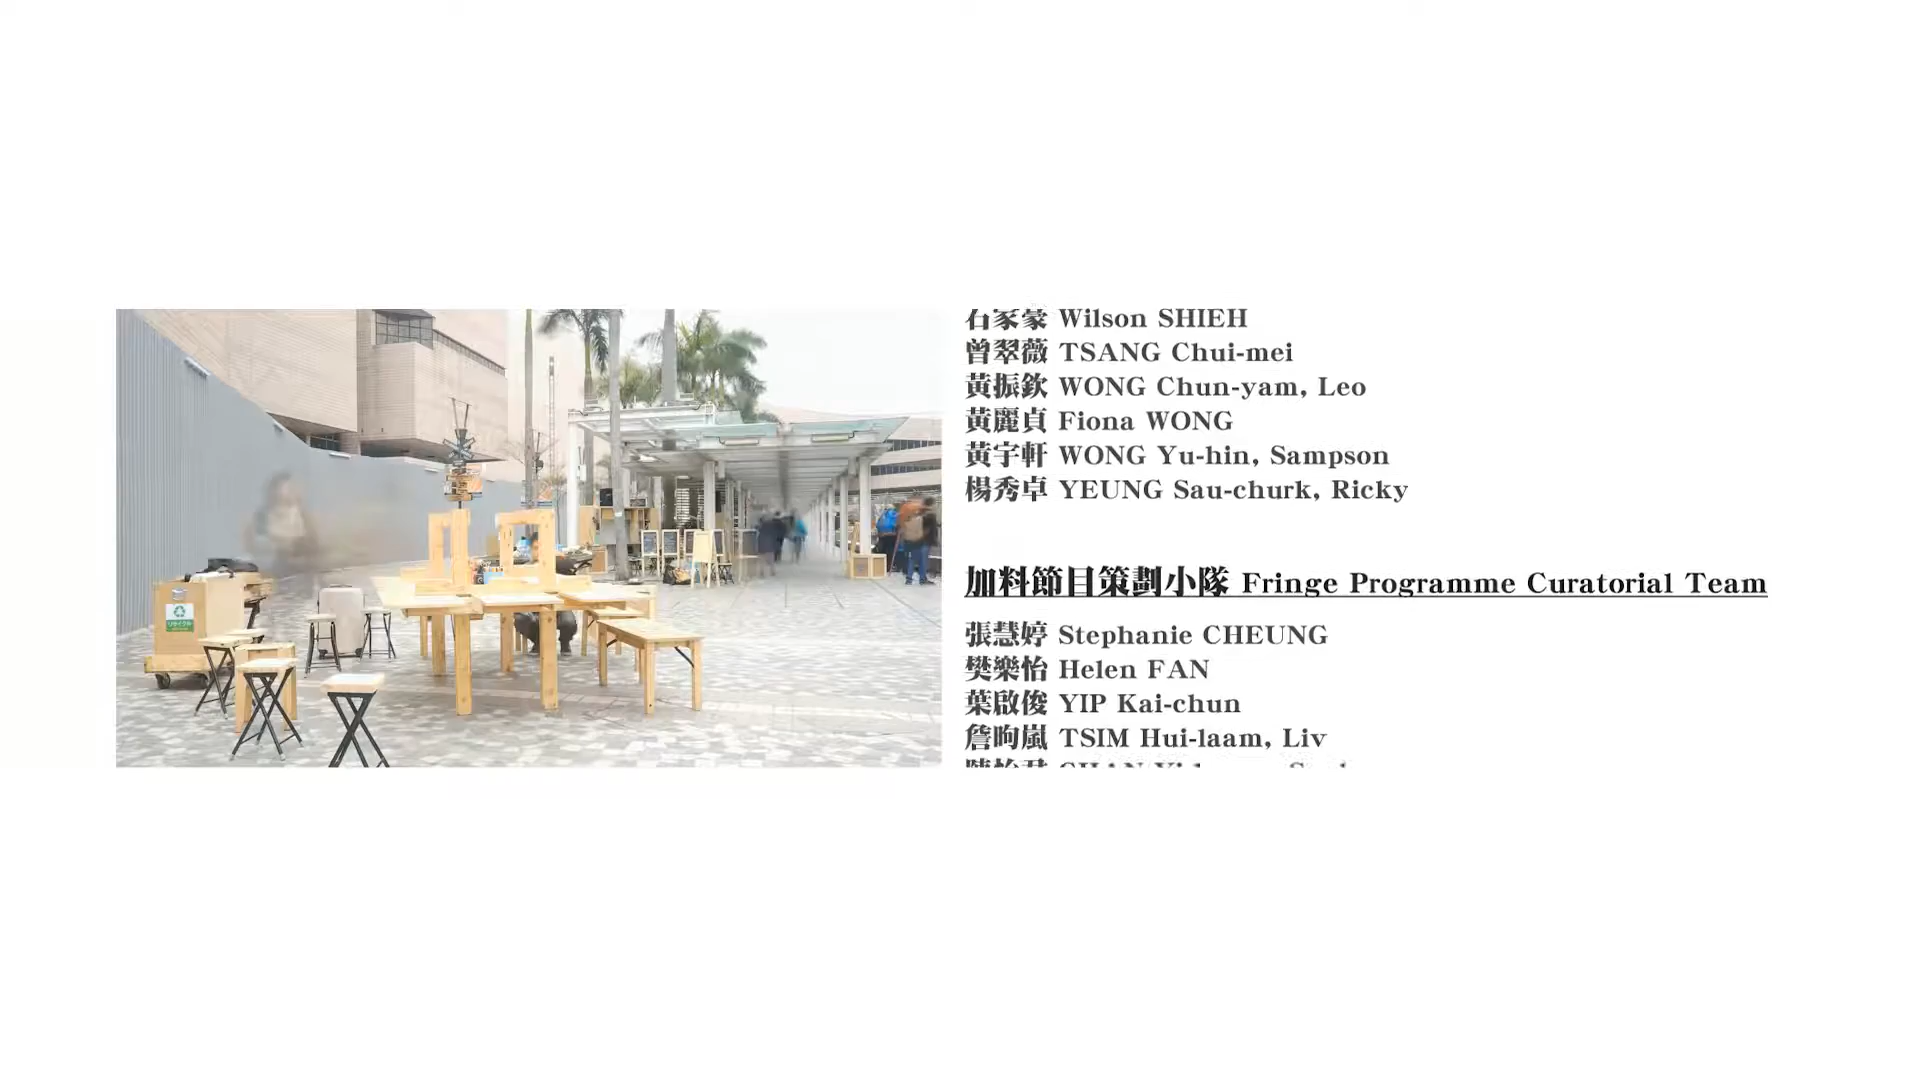 石家豪 Wilson SHIEH
曾翠薇 TSANG Chui-mei
黃振欽 WONG Chun-yam, Leo
黃麗貞 Fiona WONG
黃宇軒 WONG Yu-hin, Sampson
楊秀卓 YEUNG Sau-churk, Ricky
加料節目策劃小隊 Fringe Programme Curatorial Team
張慧婷 Stephanie CHEUNG
樊樂怡 Helen FAN
葉啟俊 YIP Kai-chun
詹昫嵐 TSIM Hui-laam, Liv